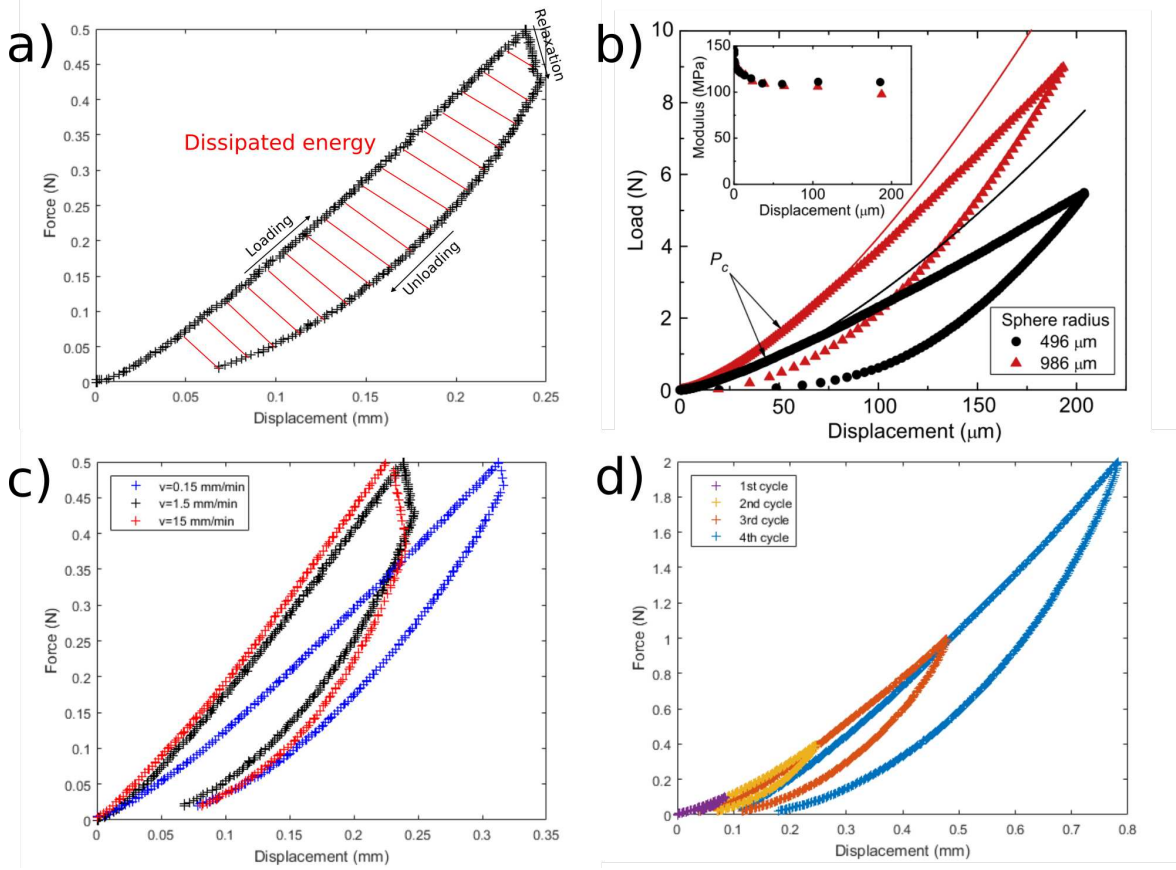 a)
0.5
0.45
0.4
0.35
0.3
0.25
0.2
0.15
0.1
0.05
0
Force (N)
Relaxation
Dissipated energy
Loading
Unloading
0.00
0.05
0.1
0.15
0.2
0.25
Displacement (mm)
b)
10
8
6
4
2
0
Load (N)
150
100
50
0
Modulus (MPa)
0
100
200
Displacement (μm)
Pc
Sphere radius
496 μm
986 μm
0
50
100
150
200
Displacement (μm)
c)
0.5
0.45
0.4
0.35
0.3
0.25
0.2
0.15
0.1
0.05
0
Force (N)
v=0.15 mm/min
v=1.5 mm/min
v=15 mm/min
0
0.05
0.1
0.15
0.2
0.25
0.3
0.35
Displacement (mm)
d)
2
1.8
1.6
1.4
1.2
1
0.8
0.6
0.4
0.2
0
Force (N)
1st cycle
2nd cycle
3rd cycle
4th cycle
0
0.1
0.2
0.3
0.4
0.5
0.6
0.7
0.8
Displacement (mm)